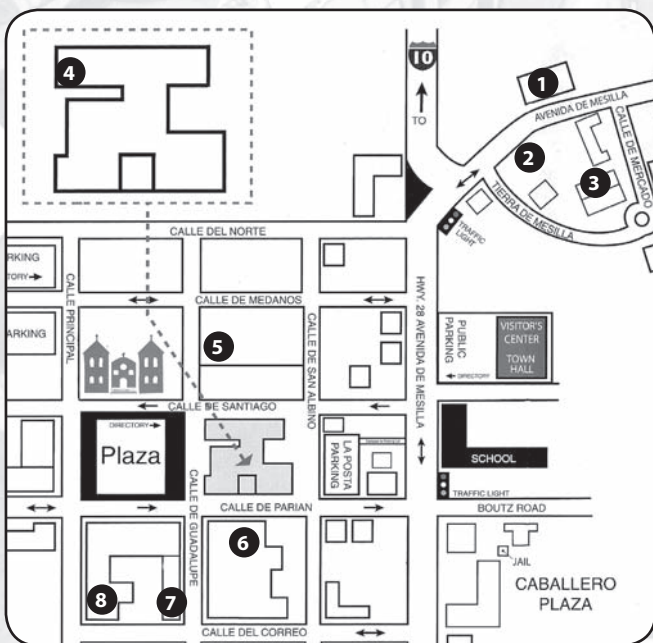 4
10
TO
1
AVENIDA DE MESILLA
CALLE DE MERCADO
2
3
TIERRA DE MESILLA
TRAFFIC
LIGHT
CALLE DEL NORTE
RKING
TORY
CALLE PRINCIPAL
CALLE DE MEDANOS
HWY. 28 AVENIDA DE MESILLA
ARKING
5
CALLE DE SAN ALBINO
PUBLIC
PARKING
DIRECTORY
VISITOR'S
CENTER
TOWN
HALL
CALLE DE SANTIAGO
DIRECTORY
Plaza
CALLE DE GUADALUPE
LA POSTA
PARKING
SCHOOL
TRAFFIC LIGHT
CALLE DE PARIAN
BOUTZ ROAD
6
JAIL
CABALLERO
PLAZA
8
7
CALLE DEL CORREO